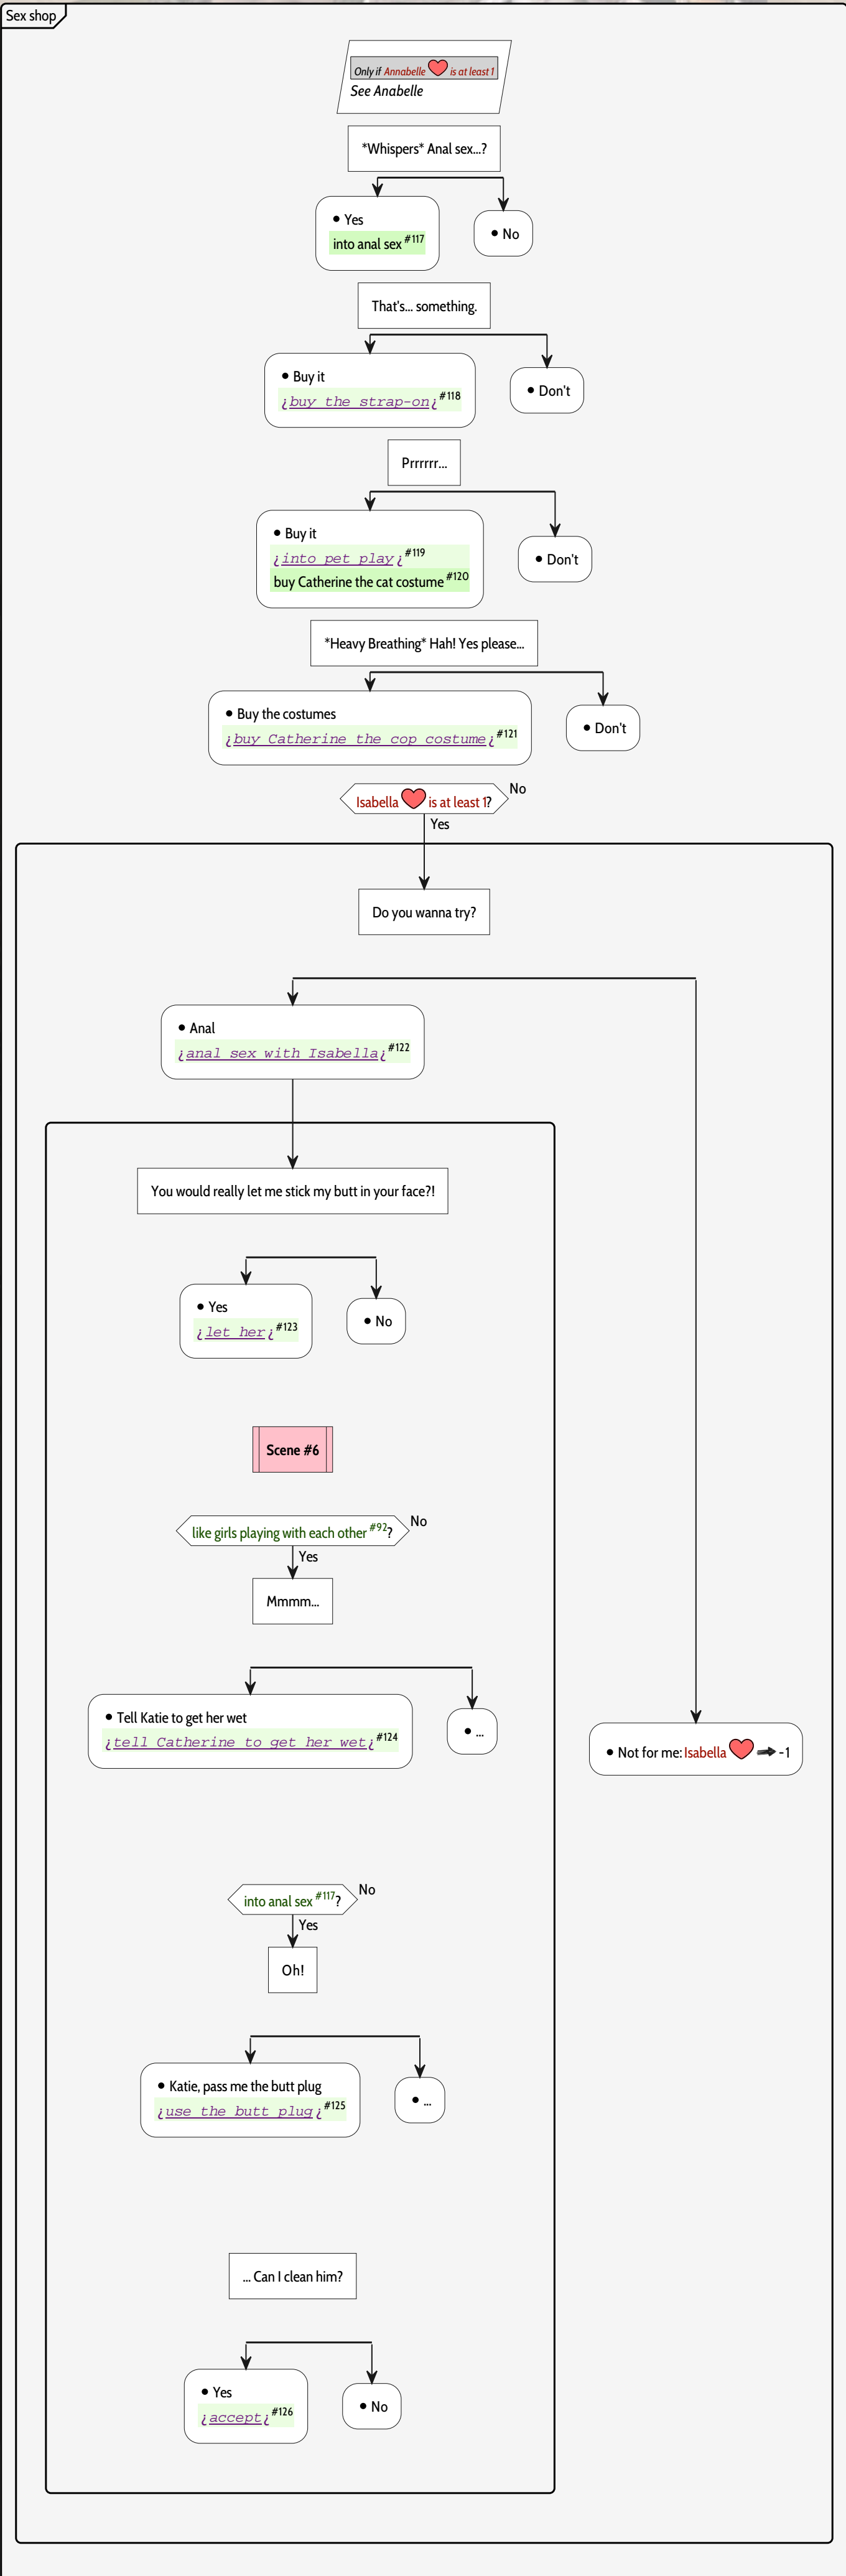 Sex shop
Only if Annabelle is at least 1
See Anabelle
*Whispers* Anal sex...?
• Yes
into anal sex #117
• No
That's... something.
• Buy it
¿buy the strap-on¿ #118
• Don't
Prrrrrr...
• Buy it
¿into pet play¿ #119
buy Catherine the cat costume #120
• Don't
*Heavy Breathing* Hah! Yes please...
• Buy the costumes
¿buy Catherine the cop costume¿ #121
• Don't
Isabella is at least 1?
No
Yes
Do you wanna try?
• Anal
¿anal sex with Isabella¿ #122
You would really let me stick my butt in your face?!
• Yes
¿let her¿ #123
• No
Scene #6
like girls playing with each other #92?
No
Yes
Mmmm...
• Tell Katie to get her wet
¿tell Catherine to get her wet¿ #124
• ...
• Not for me: Isabella -1
into anal sex #117?
No
Yes
Oh!
• Katie, pass me the butt plug
¿use the butt plug¿ #125
• ...
... Can I clean him?
• Yes
¿accept¿ #126
• No